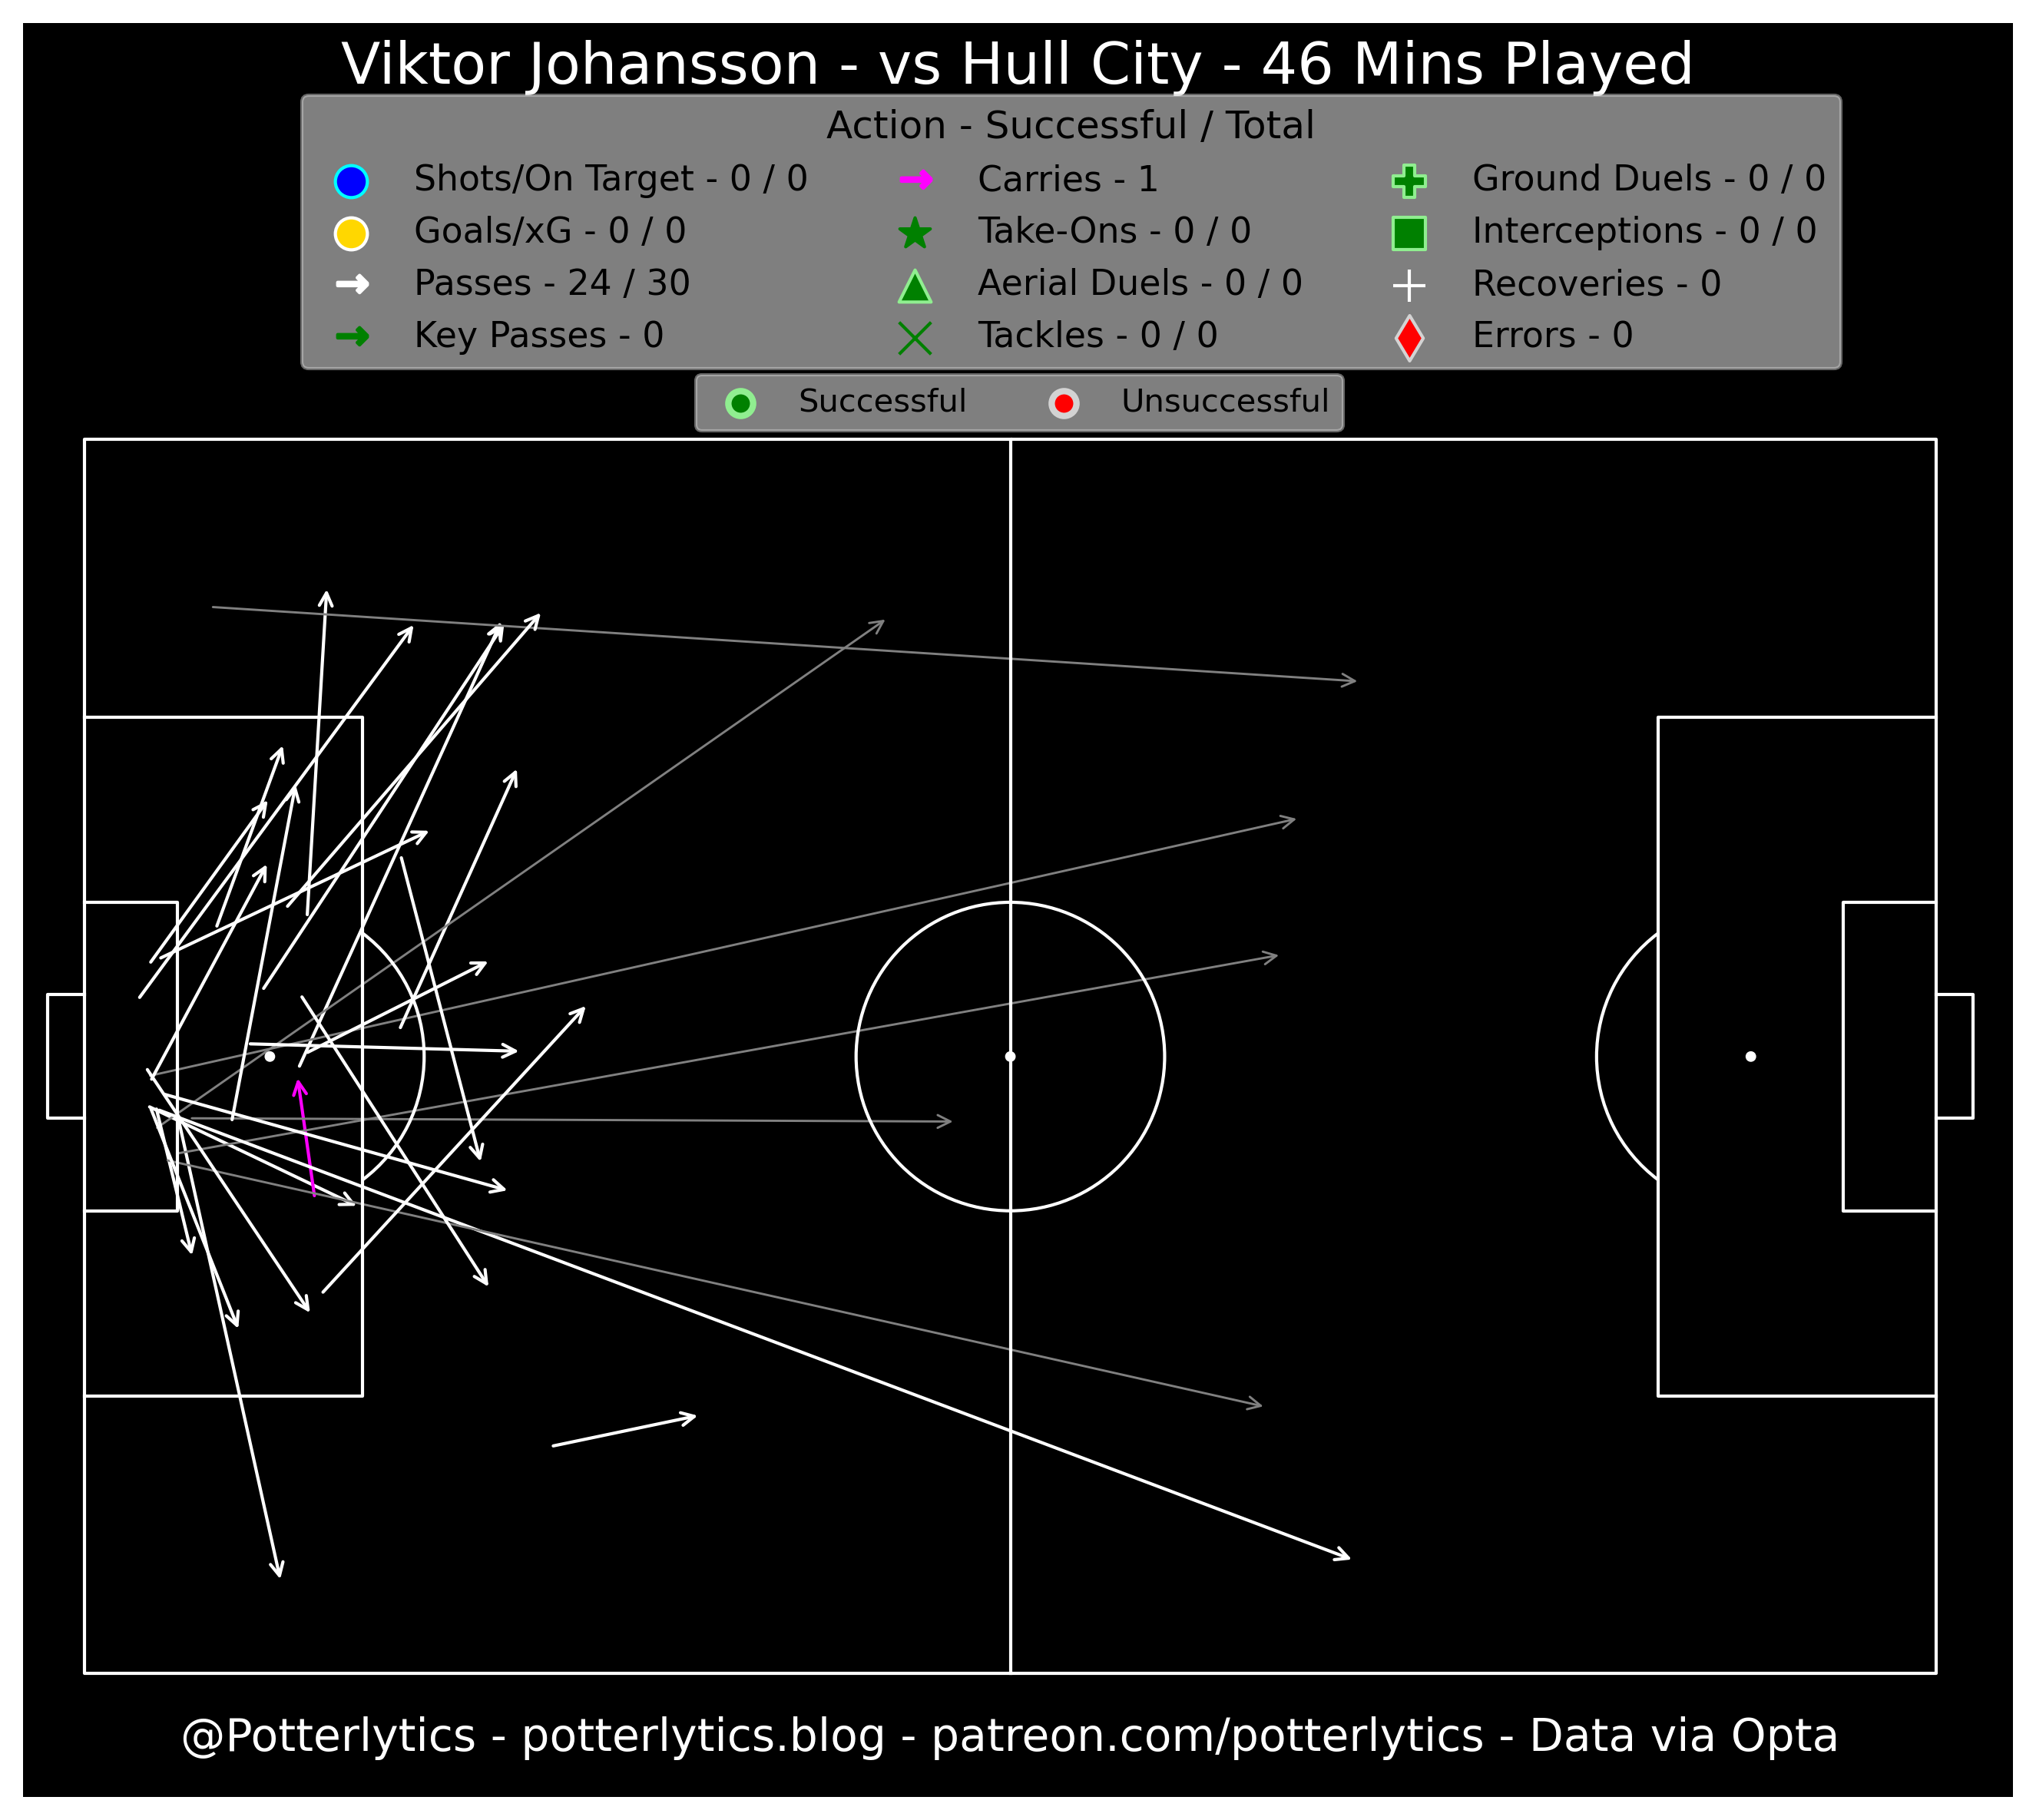 Viktor Johansson - vs Hull City - 46 Mins Played
Action - Successful / Total
Shots/On Target - 0 / 0
Goals/xG - 0 / 0
Passes - 24 / 30
Key Passes - 0
Carries - 1
Take-Ons - 0 / 0
Aerial Duels - 0 / 0
Tackles - 0 / 0
Ground Duels - 0 / 0
Interceptions - 0 / 0
Recoveries - 0
Errors - 0
Successful
Unsuccessful
@Potterlytics - potterlytics.blog - patreon.com/potterlytics - Data via Opta